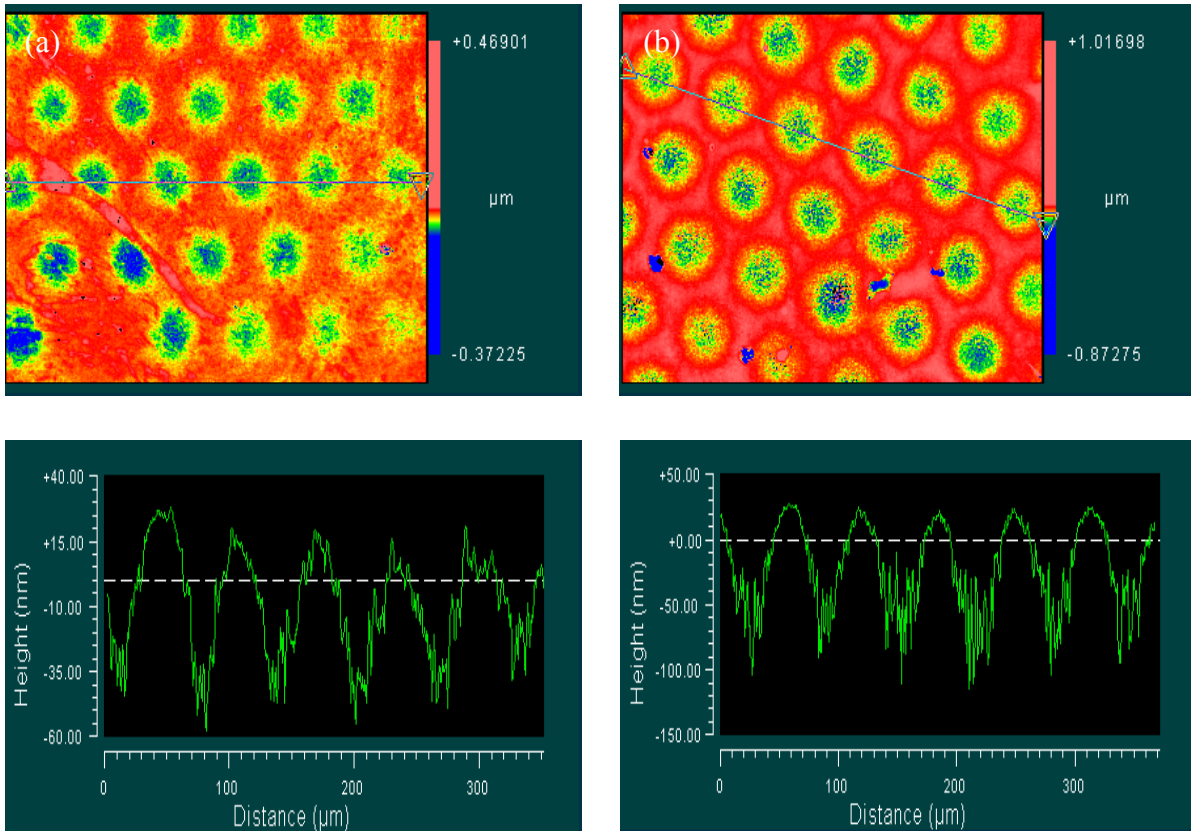 (a)
+0.46901
µm
-0.37225
(b)
+1.01698
µm
-0.87275
+40.00
+15.00
-10.00
-35.00
-60.00
Height (nm)
0 100 200 300
Distance (µm)
+50.00
+0.00
-50.00
-100.00
-150.00
Height (nm)
0 100 200 300
Distance (µm)